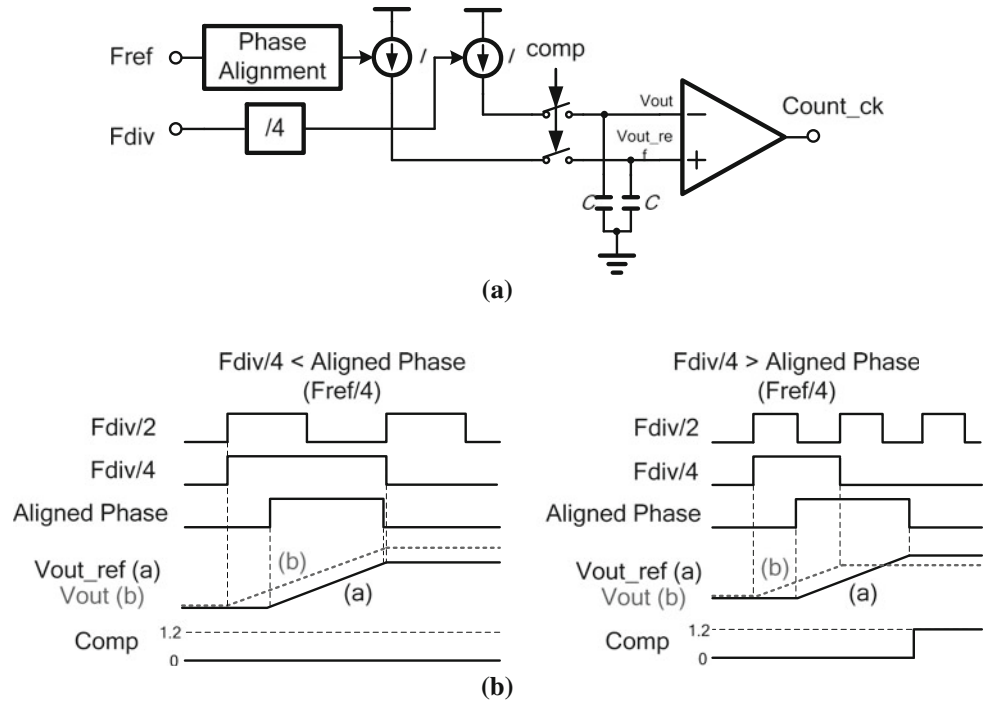 Fref
Phase
Alignment
/
/
comp
Fdiv
/4
Vout
Vout_re
f
Count_ck
C
C
(a)
Fdiv/4 < Aligned Phase
(Fref/4)
Fdiv/2
Fdiv/4
Aligned Phase
Vout_ref (a)
Vout (b)
(b)
(a)
Comp
1.2
0
Fdiv/4 > Aligned Phase
(Fref/4)
Fdiv/2
Fdiv/4
Aligned Phase
Vout_ref (a)
Vout (b)
(b)
(a)
Comp
1.2
0
(b)